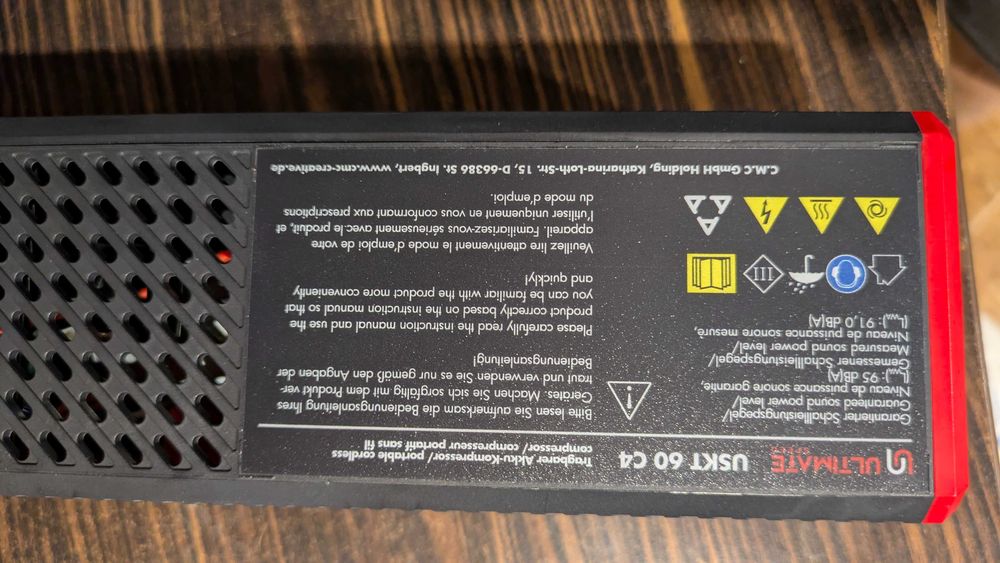 ULTIMATE
USKT 60 C4
Tragbarer Akku-Kompressor/ portable cordless
compressor/ compresseur portatif sans fil
Garantierter Schallleistungspegel/
Guaranteed sound power level/
Niveau de puissance sonore garantie,
(LWA): 95 dB(A)
Gemessener Schallleistungspegel/
Measured sound power level/
Niveau de puissance sonore mesuré,
(LWA): 91,0 dB(A)
III
Bitte lesen Sie aufmerksam die Bedienungsanleitung Ihres
Gerätes. Machen Sie sich sorgfältig mit dem Produkt ver-
traut und verwenden Sie es nur gemäß den Angaben der
Bedienungsanleitung!
Please carefully read the instruction manual and use the
product correctly based on the instruction manual so that
you can be familiar with the product more conveniently
and quickly!
Veuillez lire attentivement le mode d'emploi de votre
appareil. Familiarisez-vous sérieusement avec le produit, et
l'utiliser uniquement en vous conformant aux prescriptions
du mode d'emploi.
C.M.C GmbH Holding, Katharina-Loth-Str. 15, D-66386 St. Ingbert, www.cmc-creative.de